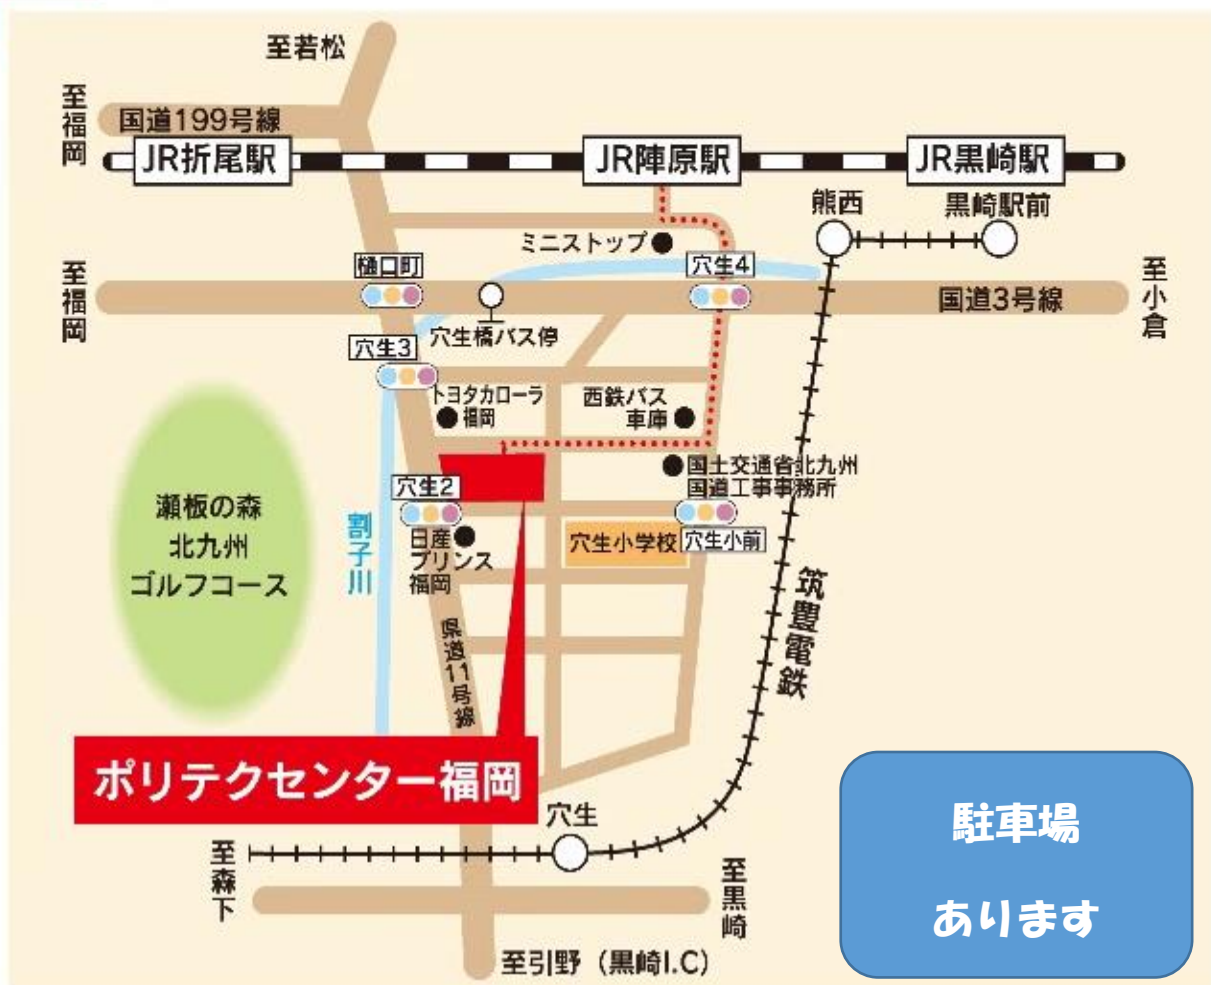 至若松
至福岡
国道199号線
JR折尾駅
JR陣原駅
JR黒崎駅
熊西
黒崎駅前
ミニストップ
樋口町
穴生4
至福岡
国道3号線
至小倉
穴生橋バス停
穴生3
トヨタカローラ
福岡
西鉄バス
車庫
国土交通省北九州
国道工事事務所
穴生2
瀬板の森
北九州
ゴルフコース
割子川
日産
プリンス
福岡
穴生小学校
穴生小前
筑豊電鉄
県道11号線
ポリテクセンター福岡
穴生
至森下
至黒崎
至引野（黒崎I.C）
駐車場
あります